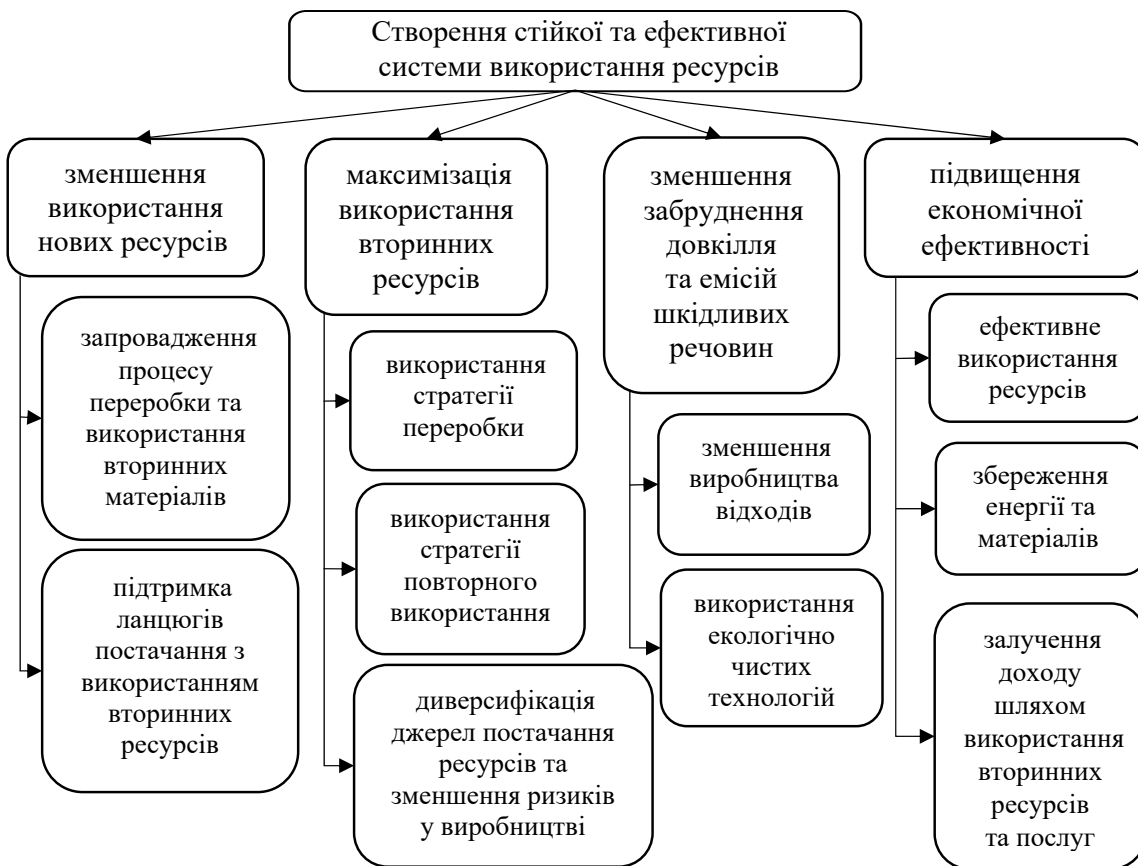 Створення стійкої та ефективної
системи використання ресурсів
зменшення
використання
нових ресурсів
запровадження
процесу
переробки та
використання
вторинних
матеріалів
підтримка
ланцюгів
постачання з
використанням
вторинних
ресурсів
максимізація
використання
вторинних
ресурсів
використання
стратегії
переробки
використання
стратегії
повторного
використання
диверсифікація
джерел постачання
ресурсів та
зменшення ризиків
у виробництві
зменшення
забруднення
довкілля
та емісій
шкідливих
речовин
зменшення
виробництва
відходів
використання
екологічно
чистих
технологій
підвищення
економічної
ефективності
ефективне
використання
ресурсів
збереження
енергії та
матеріалів
залучення
доходу
шляхом
використання
вторинних
ресурсів
та послуг